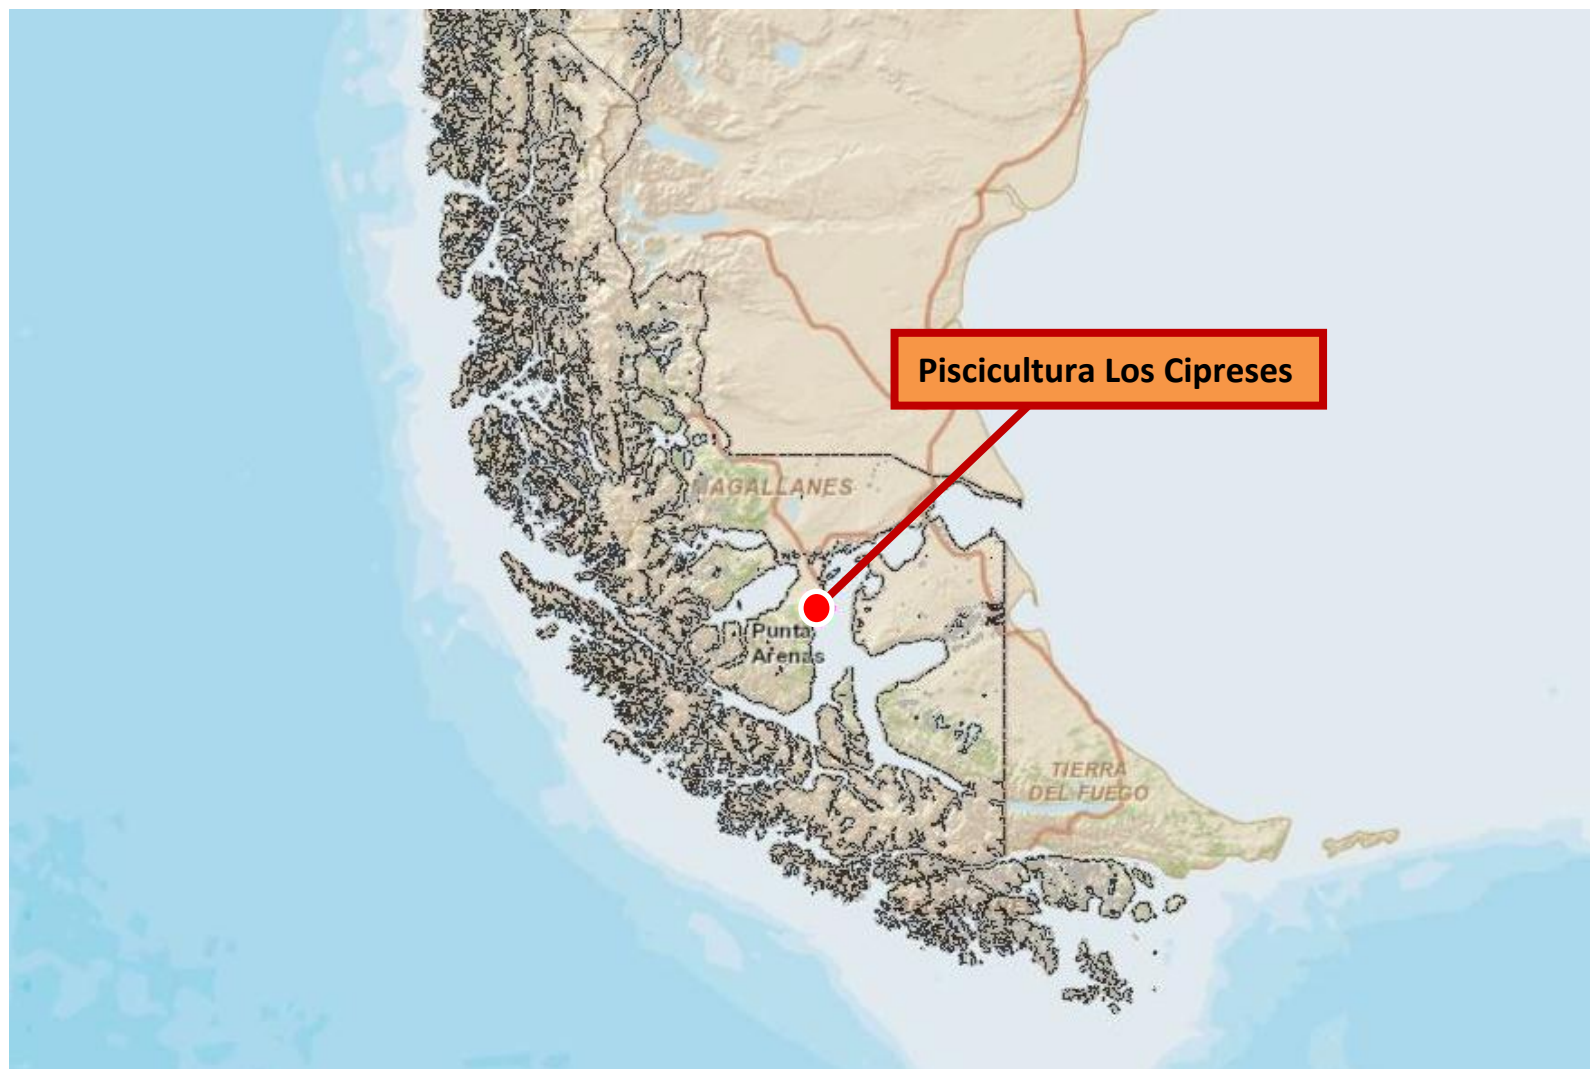 Piscicultura Los Cipreses
MAGALLANES
Punta
Arenas
TIERRA
DEL FUEGO